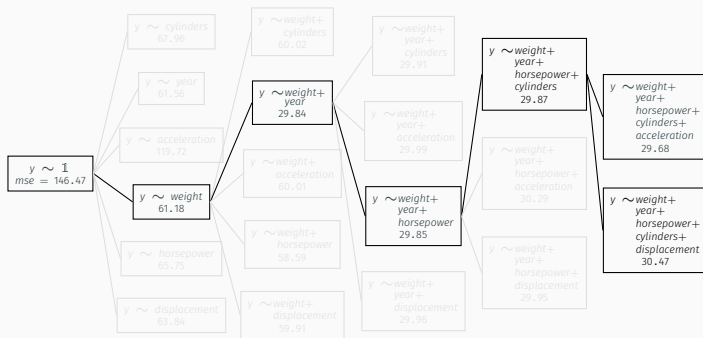 y ∼ 𝟙
mse = 146.47
y ∼ cylinders
67.98
y ∼ year
61.56
y ∼ acceleration
119.72
y ∼ weight
61.18
y ∼ horsepower
65.75
y ∼ displacement
63.84
y ∼weight+
cylinders
60.02
y ∼weight+
year
29.84
y ∼weight+
acceleration
60.01
y ∼weight+
horsepower
58.59
y ∼weight+
displacement
59.91
y ∼weight+
year+
cylinders
29.91
y ∼weight+
year+
acceleration
29.99
y ∼weight+
year+
horsepower
29.85
y ∼weight+
year+
displacement
29.96
y ∼weight+
year+
horsepower+
cylinders
29.87
y ∼weight+
year+
horsepower+
acceleration
30.29
y ∼weight+
year+
horsepower+
displacement
29.95
y ∼weight+
year+
horsepower+
cylinders+
acceleration
29.68
y ∼weight+
year+
horsepower+
cylinders+
displacement
30.47